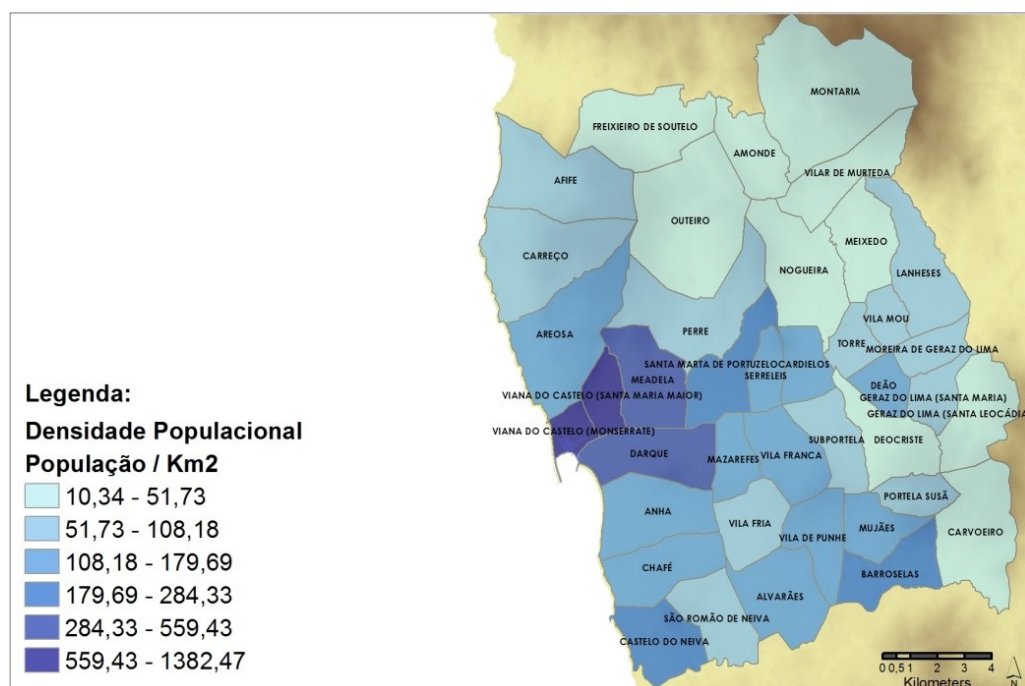 MONTARIA
FREIXIEIRO DE SOUTELO
AMONDE
VILAR DE MURTEDA
AFIFE
OUTEIRO
MEIXEDO
CARREÇO
NOGUEIRA
LANHESES
VILA MOU
AREOSA
PERRE
TORRE
MOREIRA DE GERAZ DO LIMA
SANTA MARTA DE PORTUZELO
CARDIELOS
SERRELEIS
MEADELA
DEÃO
VIANA DO CASTELO (SANTA MARIA MAIOR)
GERAZ DO LIMA (SANTA MARIA)
GERAZ DO LIMA (SANTA LEOCÁDIA
VIANA DO CASTELO (MONSERRATE)
SUBPORTELA
DEOCRISTE
DARQUE
MAZAREFES
VILA FRANCA
PORTELA SUSÃ
ANHA
VILA FRIA
MUJÃES
CARVOEIRO
VILA DE PUNHE
CHAFÉ
BARROSELAS
ALVARÃES
SÃO ROMÃO DE NEIVA
CASTELO DO NEIVA
Legenda:
Densidade Populacional
População / Km2
10,34 - 51,73
51,73 - 108,18
108,18 - 179,69
179,69 - 284,33
284,33 - 559,43
559,43 - 1382,47
0 0,5 1 2 3 4
Kilometers
N